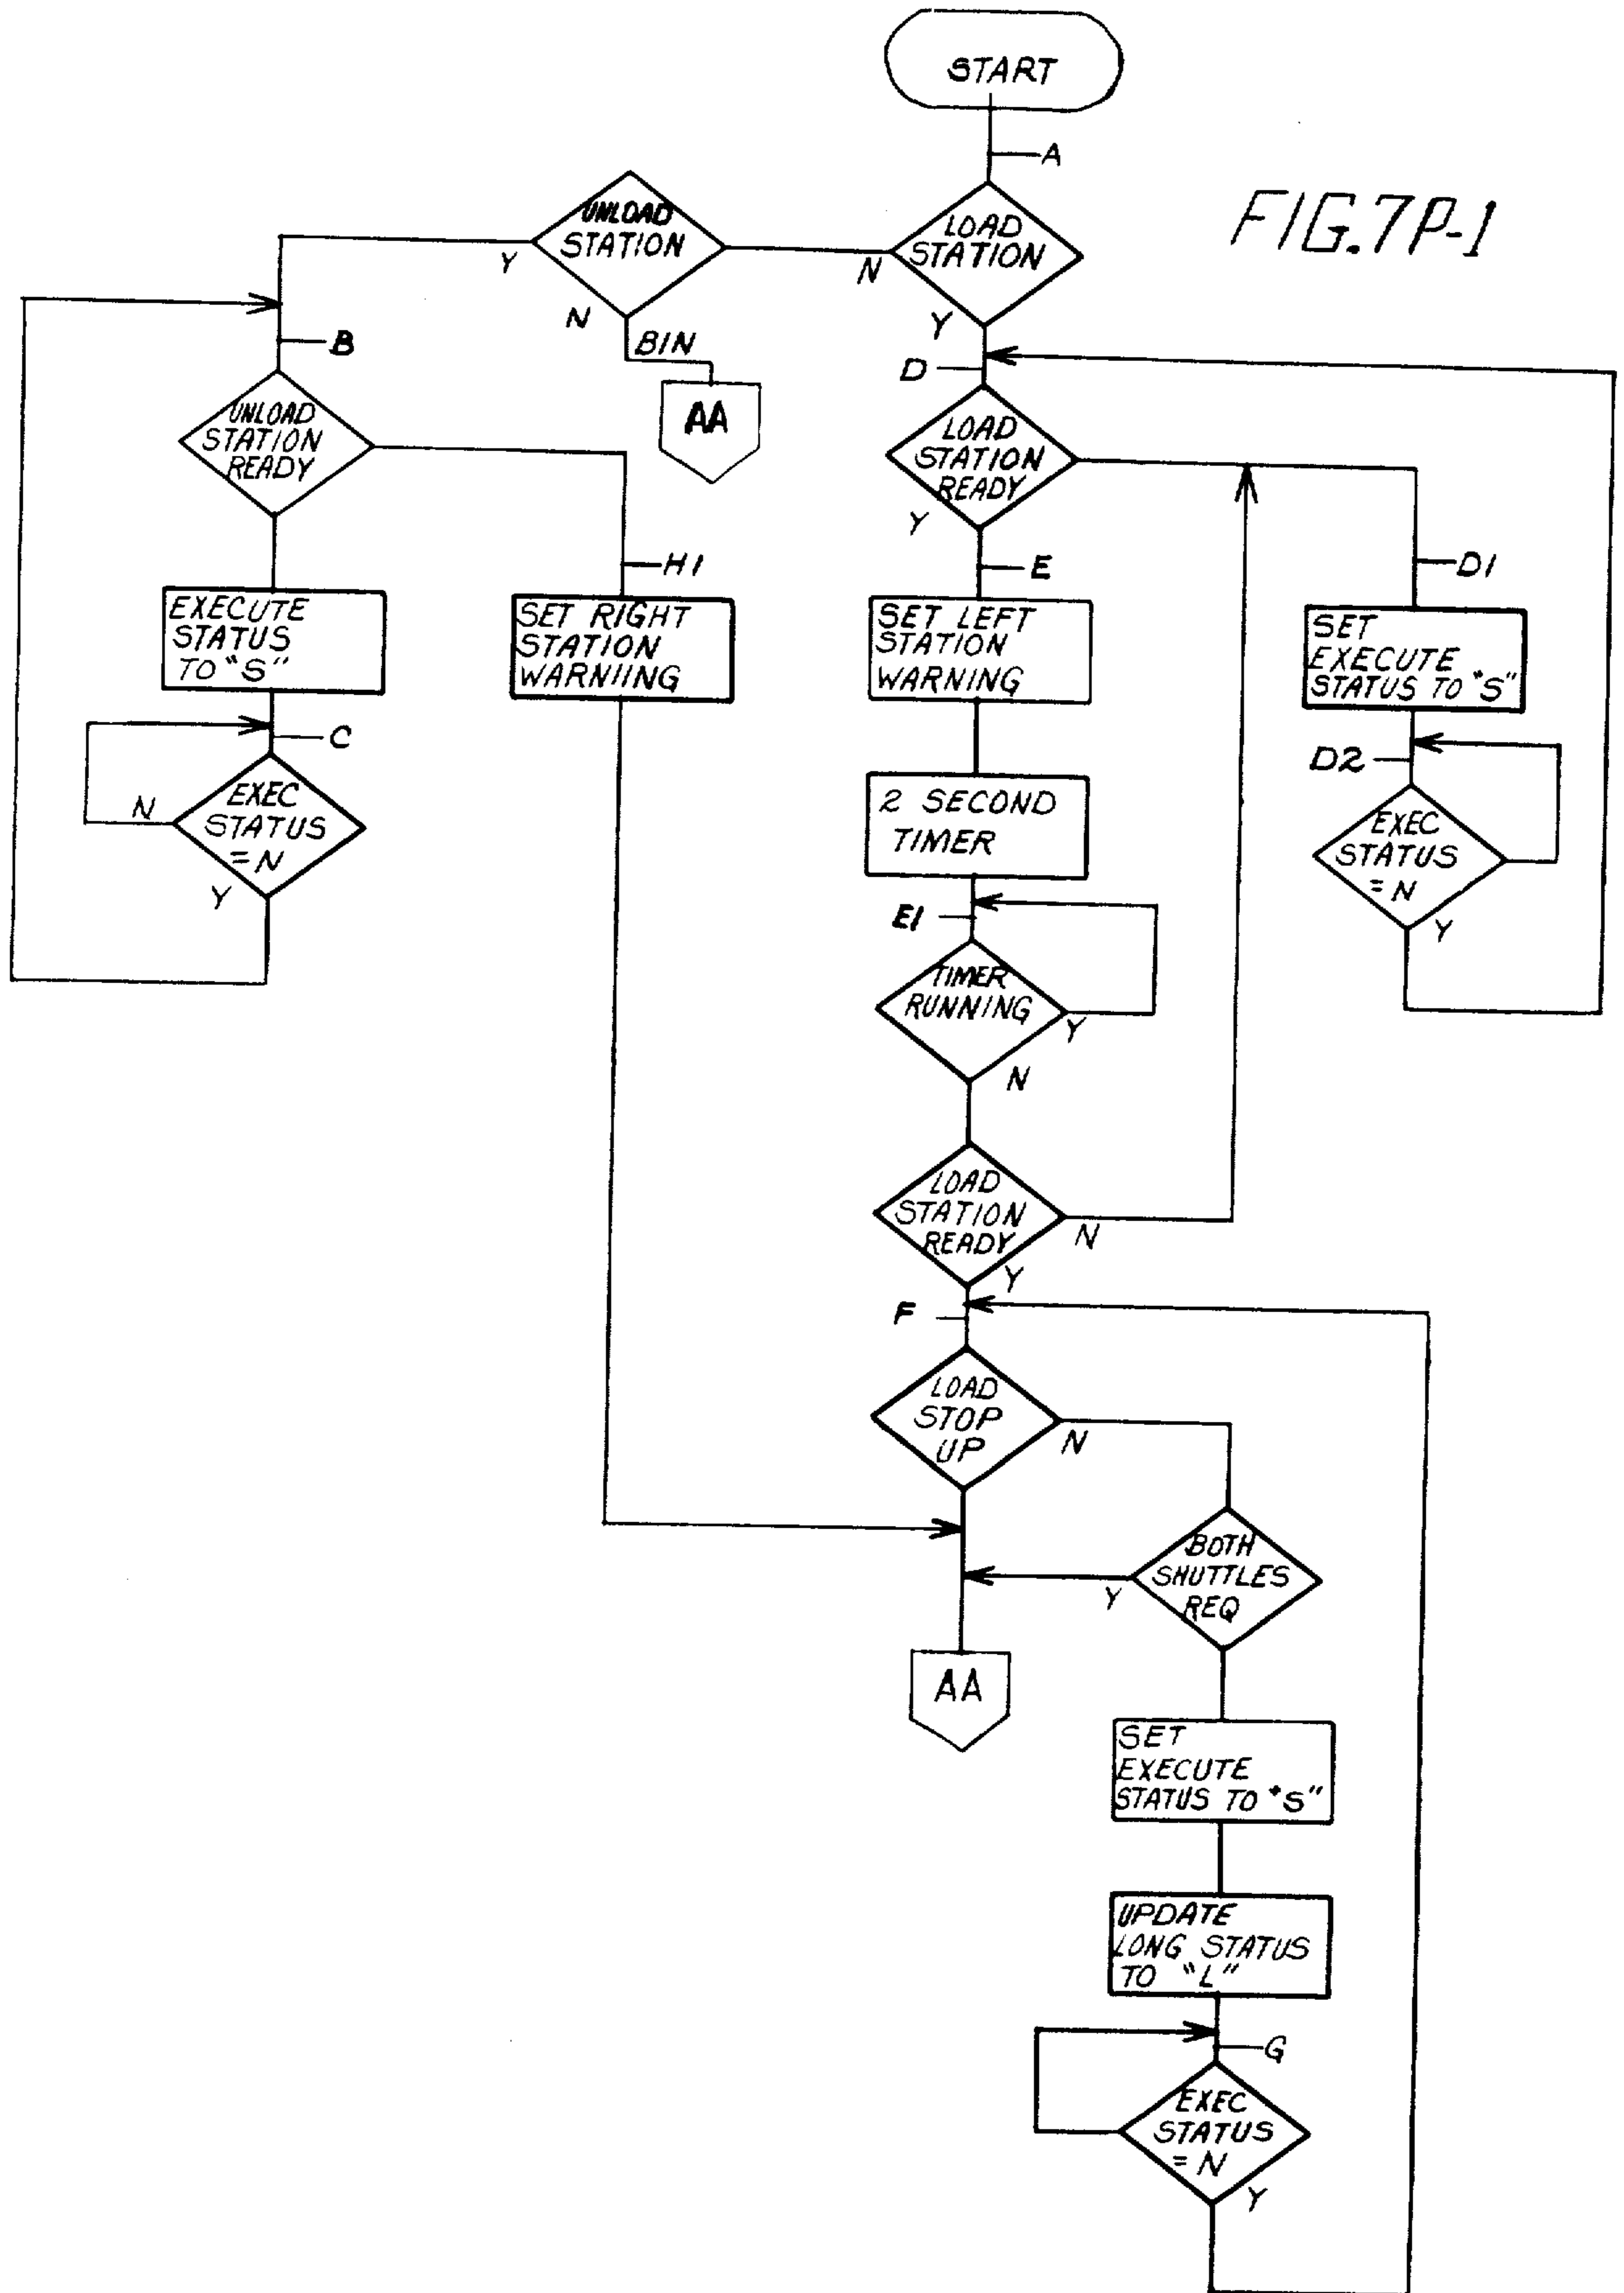 START
A
FIG.7P-1
UNLOAD
STATION
Y
N
BIN
AA
LOAD
STATION
N
Y
B
D
UNLOAD
STATION
READY
LOAD
STATION
READY
Y
H1
E
D1
EXECUTE
STATUS
TO "S"
SET RIGHT
STATION
WARNIING
SET LEFT
STATION
WARNING
SET
EXECUTE
STATUS TO "S"
C
D2
EXEC
STATUS
= N
N
Y
2 SECOND
TIMER
EXEC
STATUS
= N
Y
E1
TIMER
RUNNING
Y
N
LOAD
STATION
READY
N
Y
F
LOAD
STOP
UP
N
BOTH
SHUTTLES
REQ
Y
AA
SET
EXECUTE
STATUS TO "S"
UPDATE
LONG STATUS
TO "L"
G
EXEC
STATUS
= N
Y